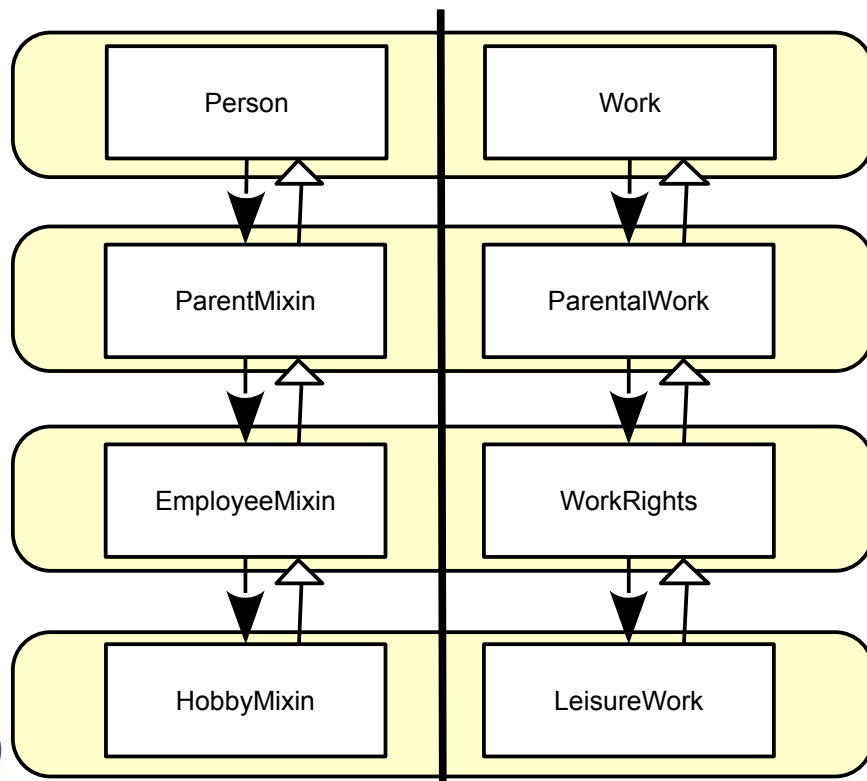 Person
Work
ParentMixin
ParentalWork
EmployeeMixin
WorkRights
HobbyMixin
LeisureWork